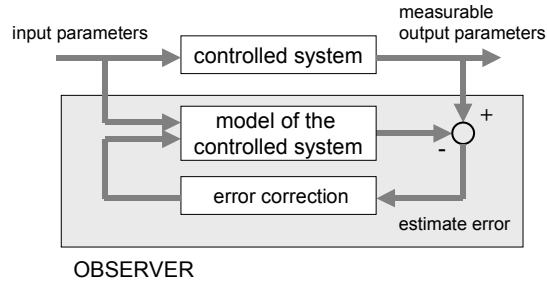 measurable
input parameters
output parameters
controlled system
+
model of the
controlled system
-
error correction
estimate error
OBSERVER